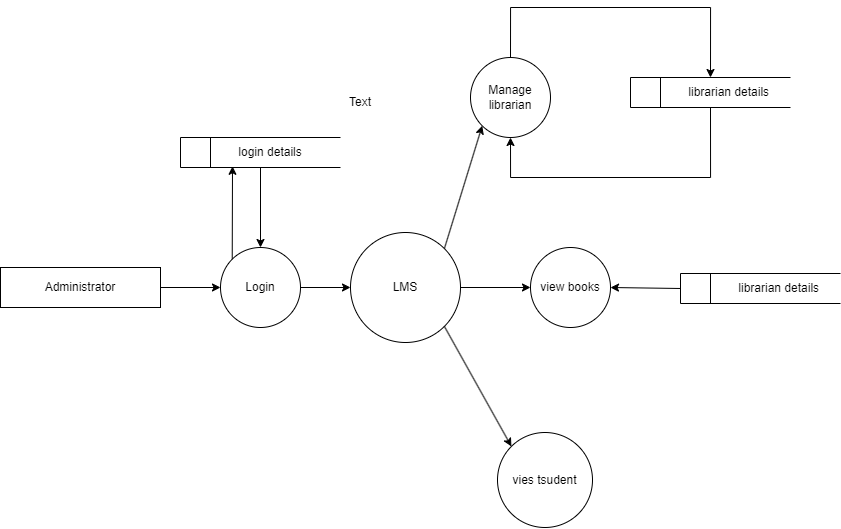 Manage
librarian
librarian details
Text
login details
Administrator
Login
LMS
view books
librarian details
vies tsudent